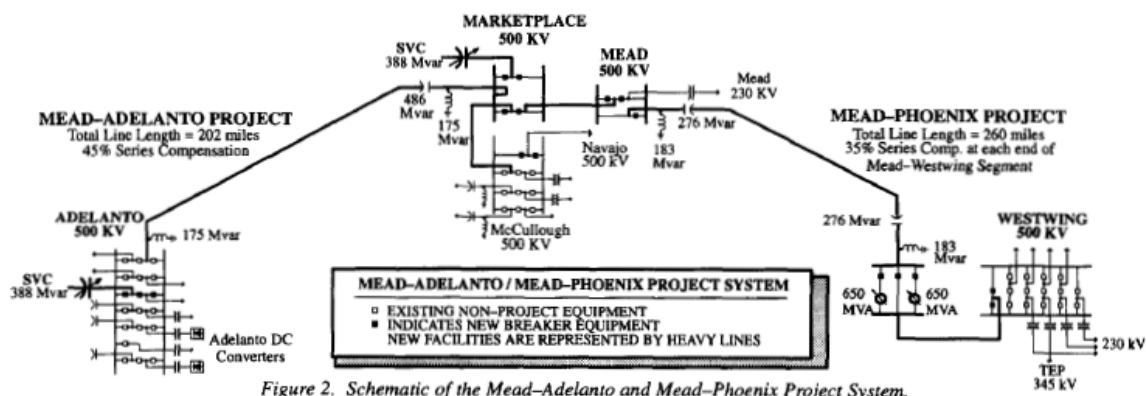 MARKETPLACE
500 KV
SVC
388 Mvar
MEAD
500 KV
Mead
230 KV
486
Mvar
175
Mvar
276 Mvar
183
Mvar
MEAD–ADELANTO PROJECT
Total Line Length = 202 miles
45% Series Compensation
MEAD–PHOENIX PROJECT
Total Line Length = 260 miles
35% Series Comp. at each end of
Mead–Westwing Segment
Navajo
500 kV
McCullough
500 KV
ADELANTO
500 KV
175 Mvar
SVC
388 Mvar
Adelanto DC
Converters
276 Mvar
183
Mvar
650
MVA
650
MVA
WESTWING
500 KV
230 kV
TEP
345 kV
MEAD–ADELANTO / MEAD–PHOENIX PROJECT SYSTEM
EXISTING NON–PROJECT EQUIPMENT
INDICATES NEW BREAKER EQUIPMENT
NEW FACILITIES ARE REPRESENTED BY HEAVY LINES
Figure 2. Schematic of the Mead–Adelanto and Mead–Phoenix Project System.